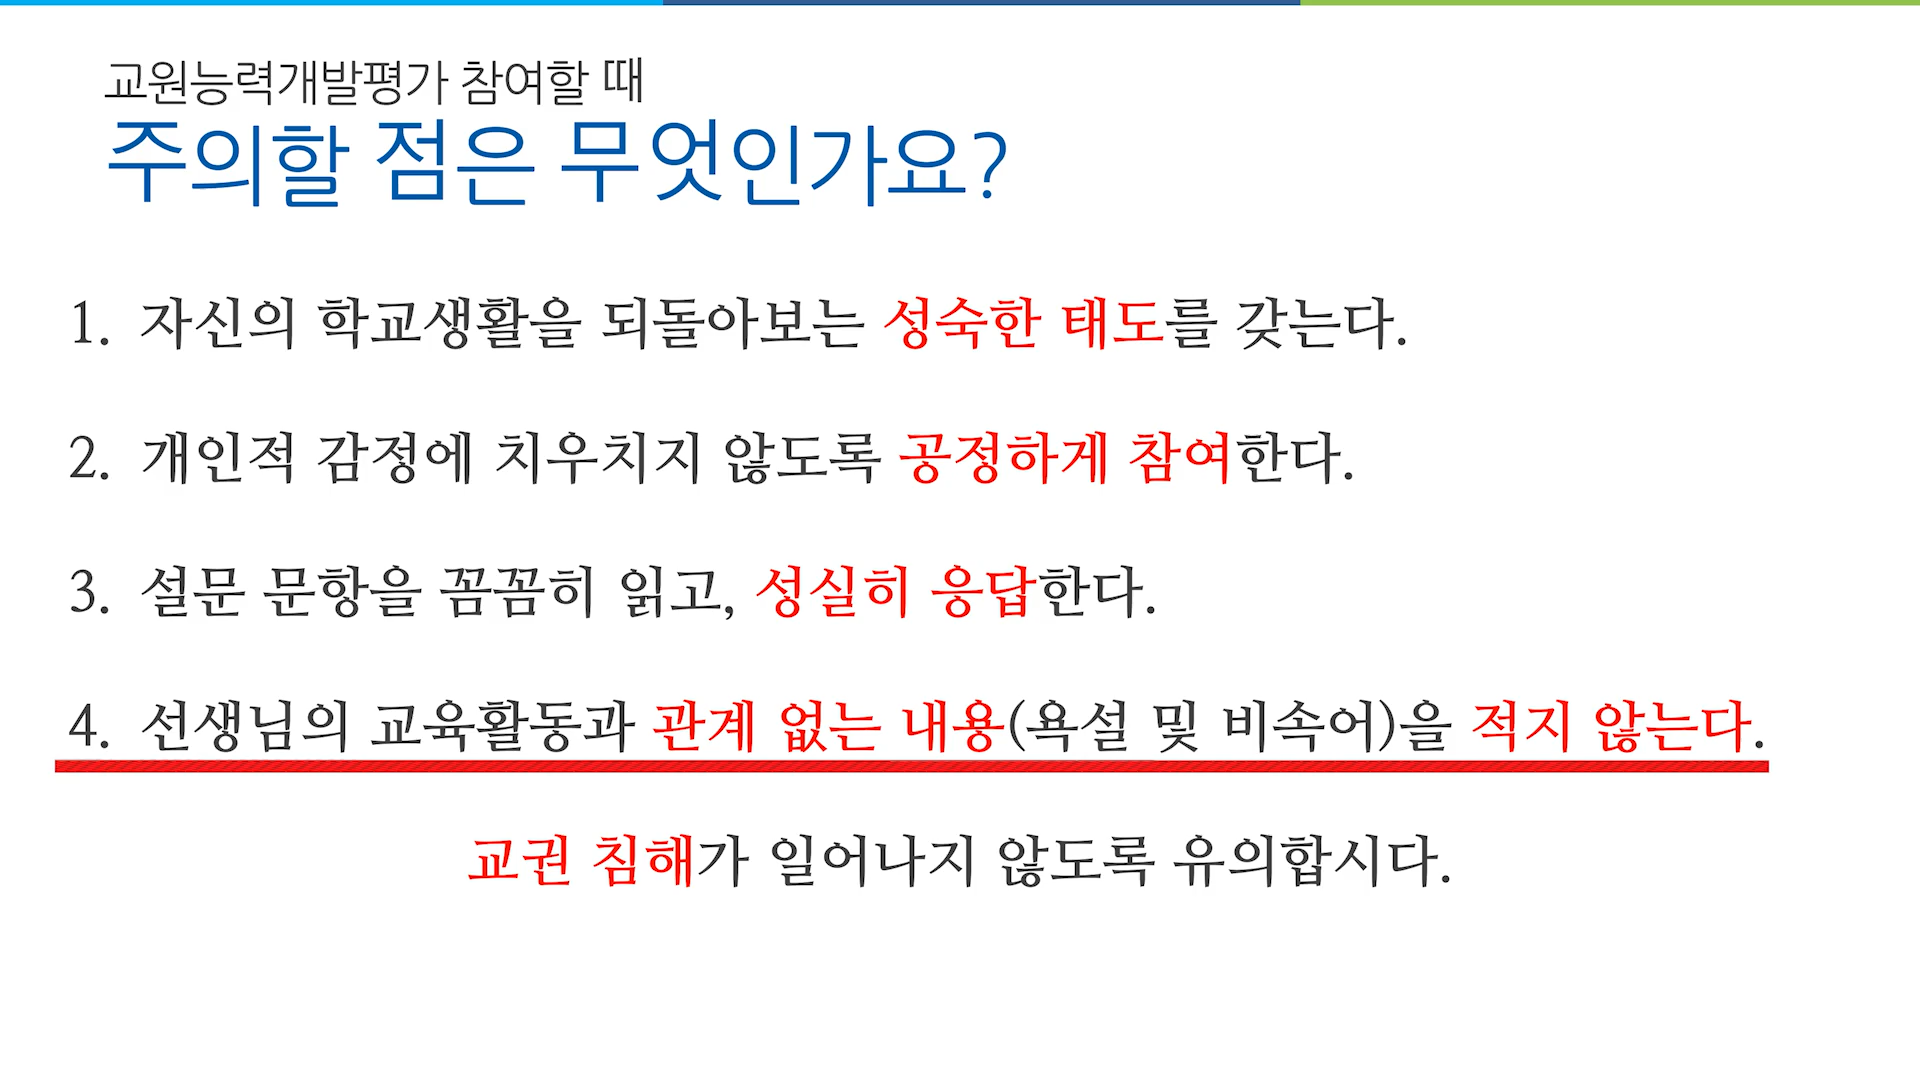 교원능력개발평가 참여할 때
주의할 점은 무엇인가요?
1. 자신의 학교생활을 되돌아보는 성숙한 태도를 갖는다.
2. 개인적 감정에 치우치지 않도록 공정하게 참여한다.
3. 설문 문항을 꼼꼼히 읽고, 성실히 응답한다.
4. 선생님의 교육활동과 관계 없는 내용(욕설 및 비속어)을 적지 않는다.
교권 침해가 일어나지 않도록 유의합시다.